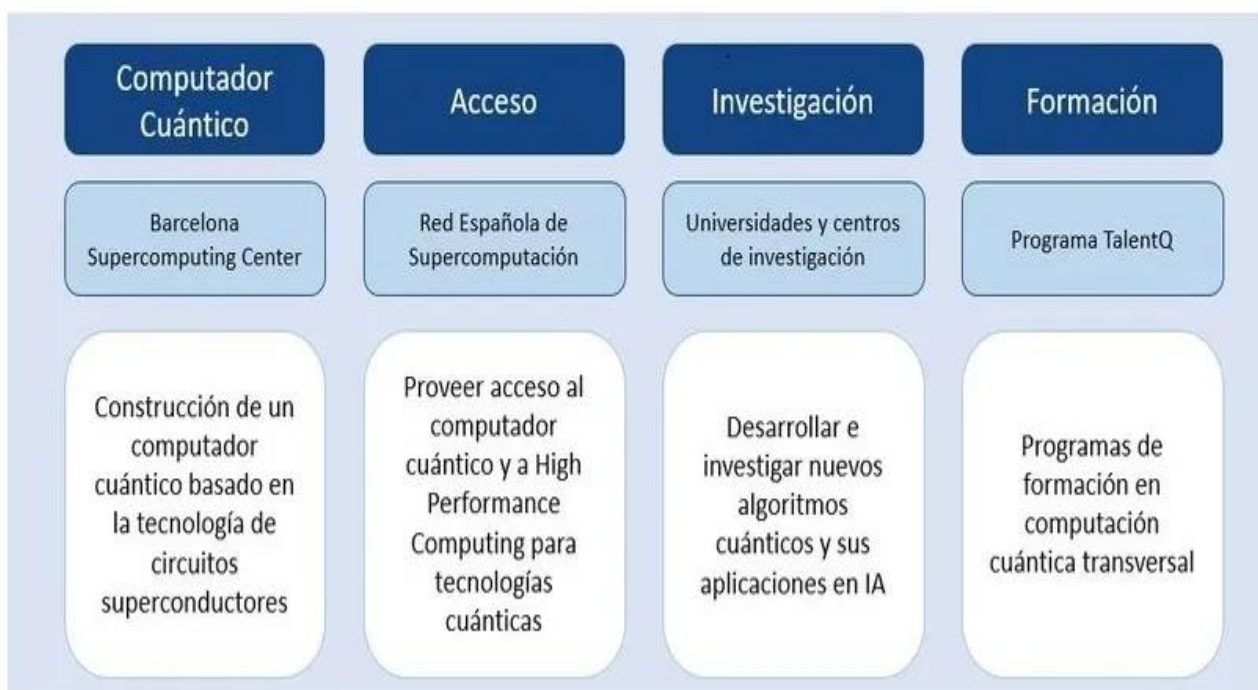 Computador
Cuántico
Acceso
Investigación
Formación
Barcelona
Supercomputing Center
Red Española de
Supercomputación
Universidades y centros
de investigación
Programa TalentQ
Construcción de un
computador
cuántico basado en
la tecnología de
circuitos
superconductores
Proveer acceso al
computador
cuántico y a High
Performance
Computing para
tecnologías
cuánticas
Desarrollar e
investigar nuevos
algoritmos
cuánticos y sus
aplicaciones en IA
Programas de
formación en
computación
cuántica transversal